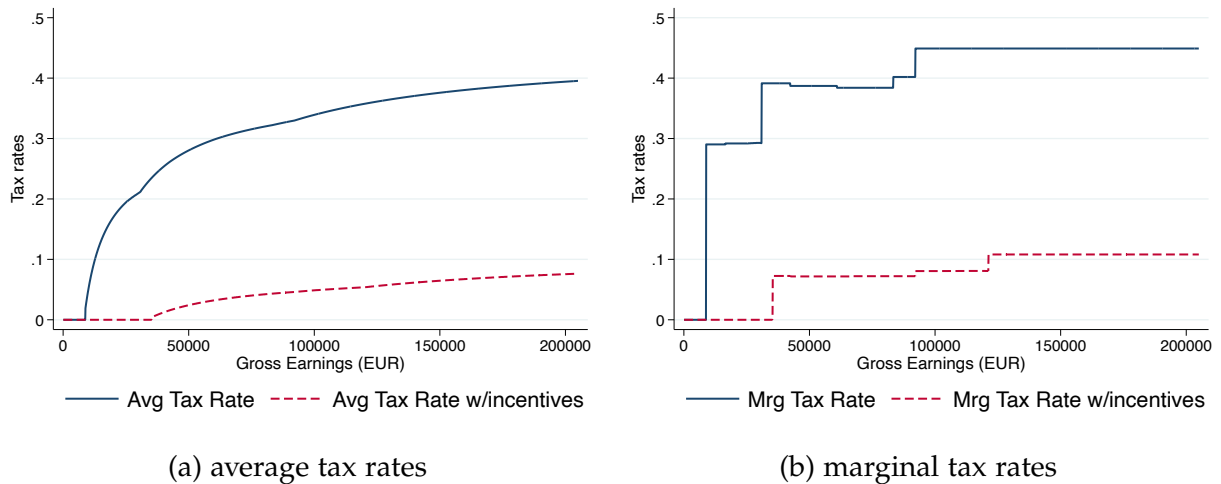 .5
.4
.3
.2
.1
0
Tax rates
0 50000 100000 150000 200000
Gross Earnings (EUR)
Avg Tax Rate Avg Tax Rate w/incentives
(a) average tax rates
.5
.4
.3
.2
.1
0
Tax rates
0 50000 100000 150000 200000
Gross Earnings (EUR)
Mrg Tax Rate Mrg Tax Rate w/incentives
(b) marginal tax rates